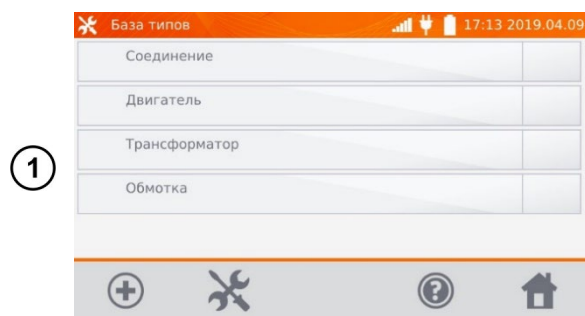 База типов 17:13 2019.04.09
Соединение
Двигатель
1
Трансформатор
Обмотка